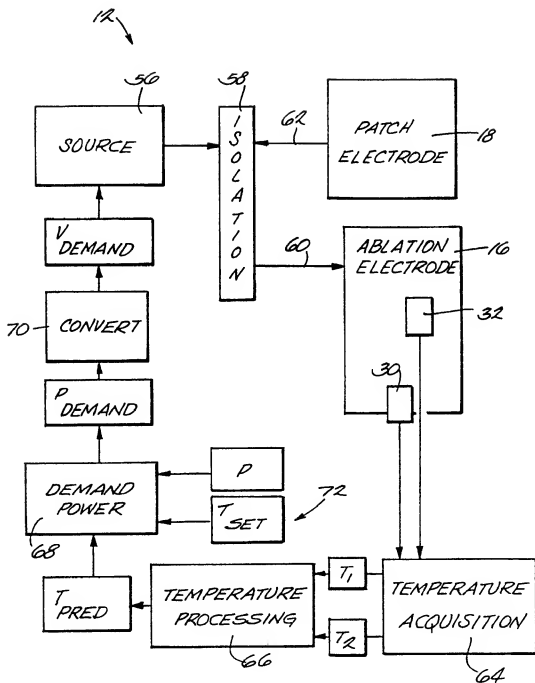 12
56
SOURCE
58
ISOLATION
62
PATCH
ELECTRODE
18
V
DEMAND
60
ABLATION
ELECTRODE
16
32
70
CONVERT
30
P
DEMAND
DEMAND
POWER
68
P
T
SET
72
T
PRED
TEMPERATURE
PROCESSING
66
T1
T2
TEMPERATURE
ACQUISITION
64